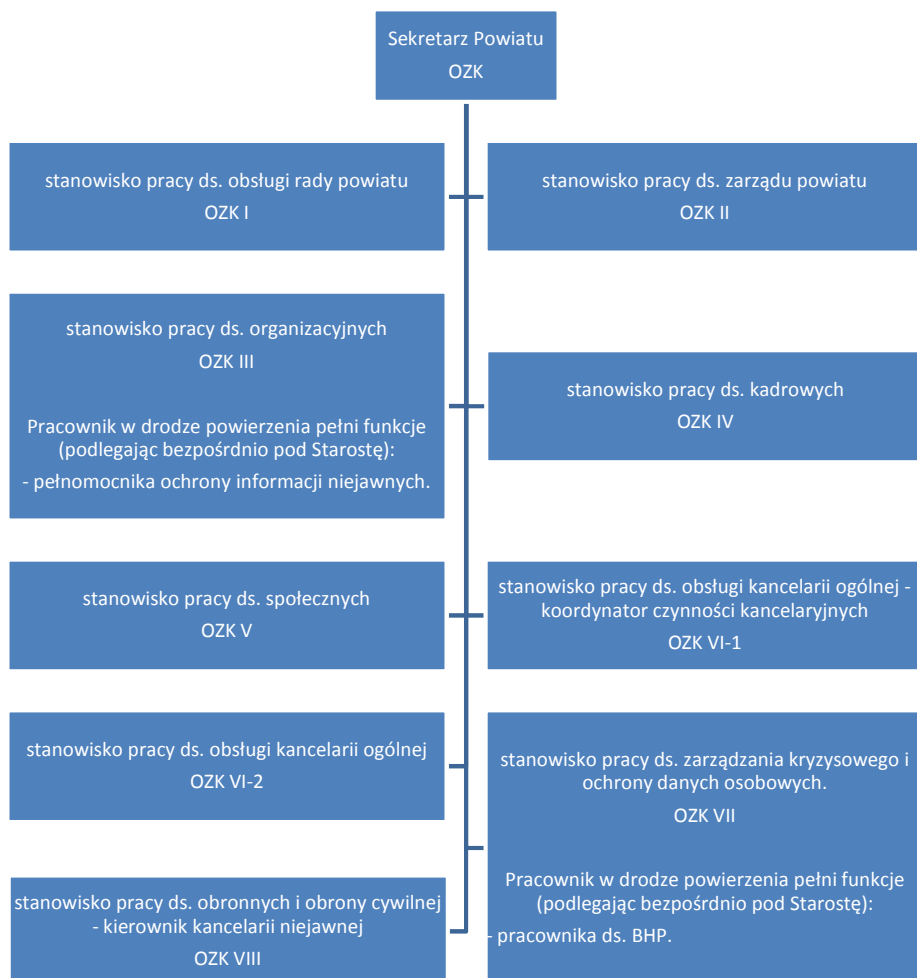 Sekretarz Powiatu
OZK
stanowisko pracy ds. obsługi rady powiatu
OZK I
stanowisko pracy ds. zarządu powiatu
OZK II
stanowisko pracy ds. organizacyjnych
OZK III
Pracownik w drodze powierzenia pełni funkcje
(podlegając bezpośrdnio pod Starostę):
- pełnomocnika ochrony informacji niejawnych.
stanowisko pracy ds. kadrowych
OZK IV
stanowisko pracy ds. społecznych
OZK V
stanowisko pracy ds. obsługi kancelarii ogólnej -
koordynator czynności kancelaryjnych
OZK VI-1
stanowisko pracy ds. obsługi kancelarii ogólnej
OZK VI-2
stanowisko pracy ds. zarządzania kryzysowego i
ochrony danych osobowych.
OZK VII
Pracownik w drodze powierzenia pełni funkcje
(podlegając bezpośrdnio pod Starostę):
- pracownika ds. BHP.
stanowisko pracy ds. obronnych i obrony cywilnej
- kierownik kancelarii niejawnej
OZK VIII